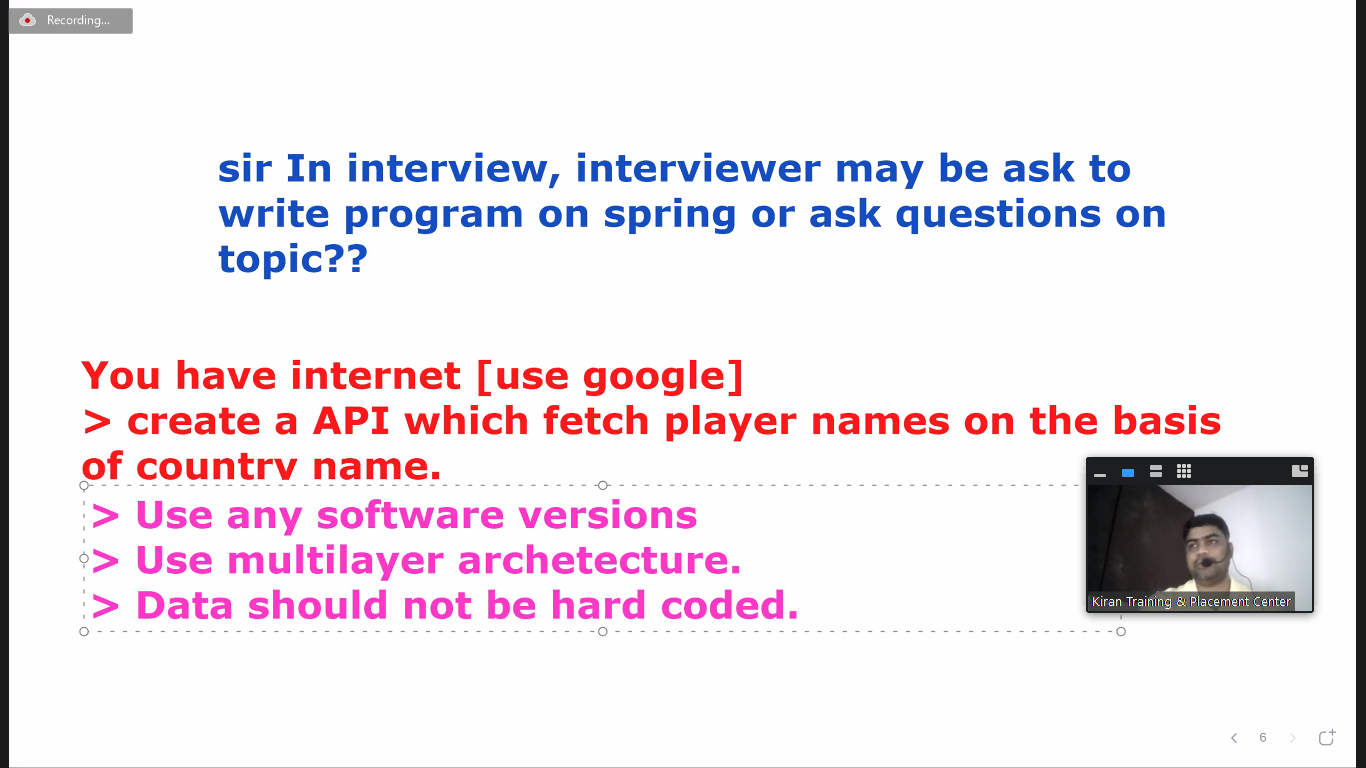 Recording...
sir In interview, interviewer may be ask to
write program on spring or ask questions on
topic??
You have internet [use google]
> create a API which fetch player names on the basis
of country name.
> Use any software versions
> Use multilayer archetecture.
> Data should not be hard coded.
Kiran Training & Placement Center
6